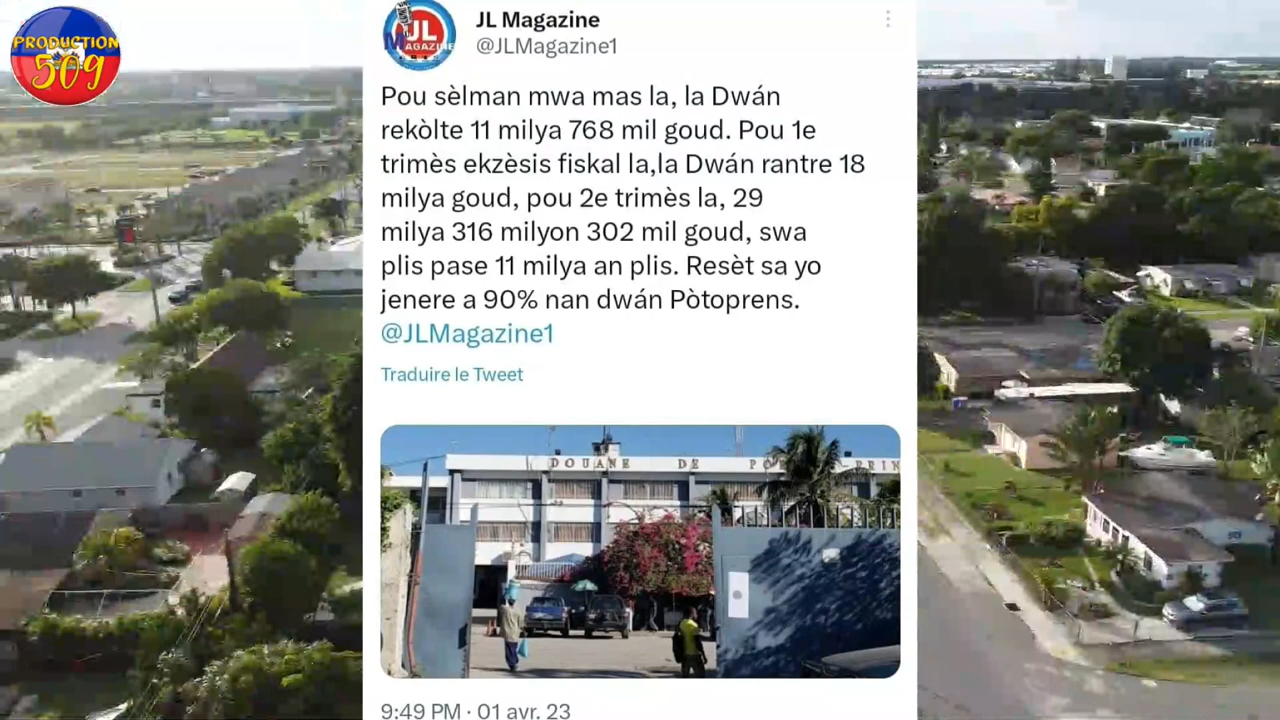 PRODUCTION
509
JL
MAGAZINE
JL Magazine
@JLMagazine1
Pou sèlman mwa mas la, la Dwán
rekòlte 11 milya 768 mil goud. Pou 1e
trimès ekzèsis fiskal la,la Dwán rantre 18
milya goud, pou 2e trimès la, 29
milya 316 milyon 302 mil goud, swa
plis pase 11 milya an plis. Resèt sa yo
jenere a 90% nan dwán Pòtoprens.
@JLMagazine1
Traduire le Tweet
DOUANE DE
9:49 PM · 01 avr. 23